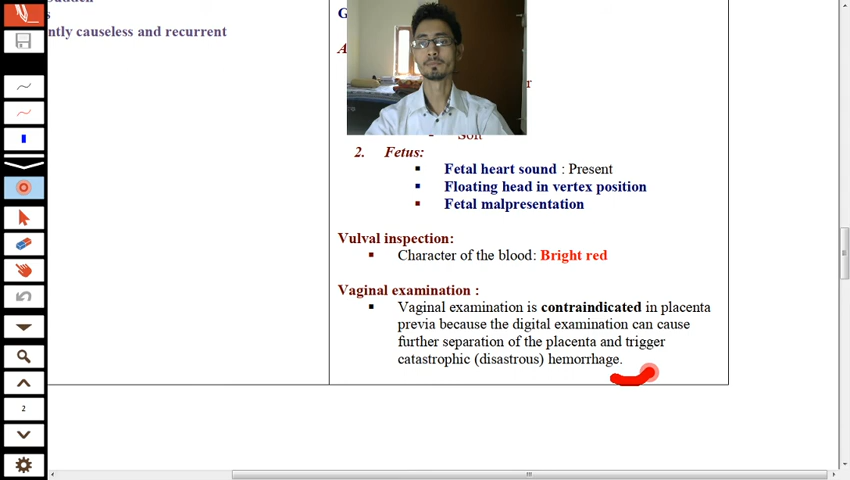 ntly causeless and recurrent
G
A
r
Soft
2. Fetus:
▪ Fetal heart sound : Present
▪ Floating head in vertex position
▪ Fetal malpresentation
Vulval inspection:
▪ Character of the blood: Bright red
Vaginal examination :
▪ Vaginal examination is contraindicated in placenta
previa because the digital examination can cause
further separation of the placenta and trigger
catastrophic (disastrous) hemorrhage.
2